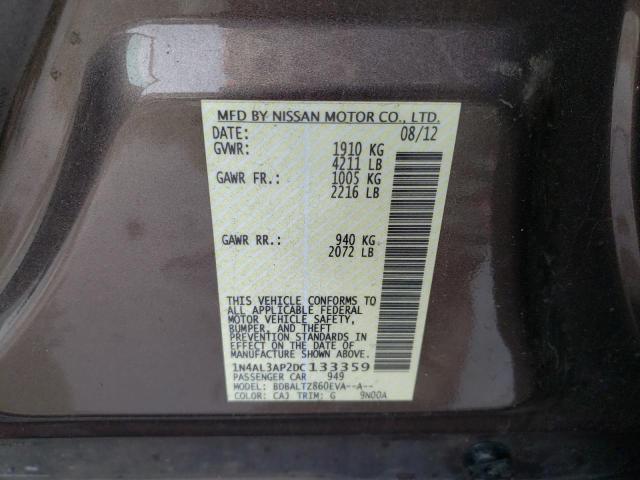 MFD BY NISSAN MOTOR CO., LTD.
DATE: 08/12
GVWR: 1910 KG
4211 LB
GAWR FR.: 1005 KG
2216 LB
GAWR RR.: 940 KG
2072 LB
THIS VEHICLE CONFORMS TO
ALL APPLICABLE FEDERAL
MOTOR VEHICLE SAFETY,
BUMPER, AND THEFT
PREVENTION STANDARDS IN
EFFECT ON THE DATE OF
MANUFACTURE SHOWN ABOVE.
1N4AL3AP2DC133359
PASSENGER CAR 949
MODEL: BDBALTZ860EVA--A--
COLOR: CAJ TRIM: G 9N00A